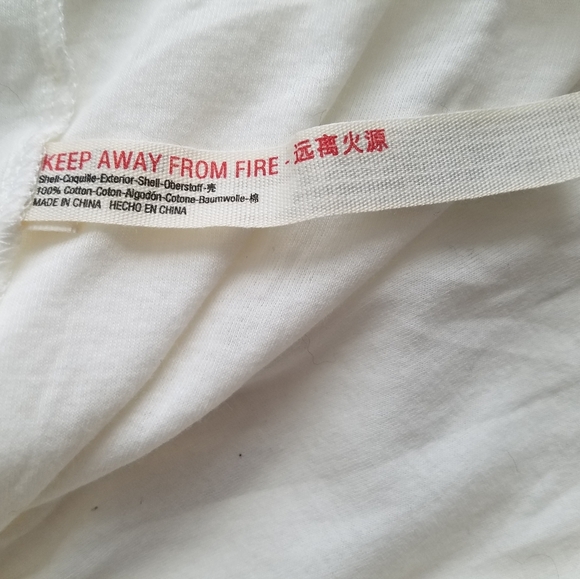 KEEP AWAY FROM FIRE - 远离火源
Shell-Coquille-Exterior-Shell-Oberstoff-壳
100% Cotton-Coton-Algodón-Cotone-Baumwolle-棉
MADE IN CHINA HECHO EN CHINA